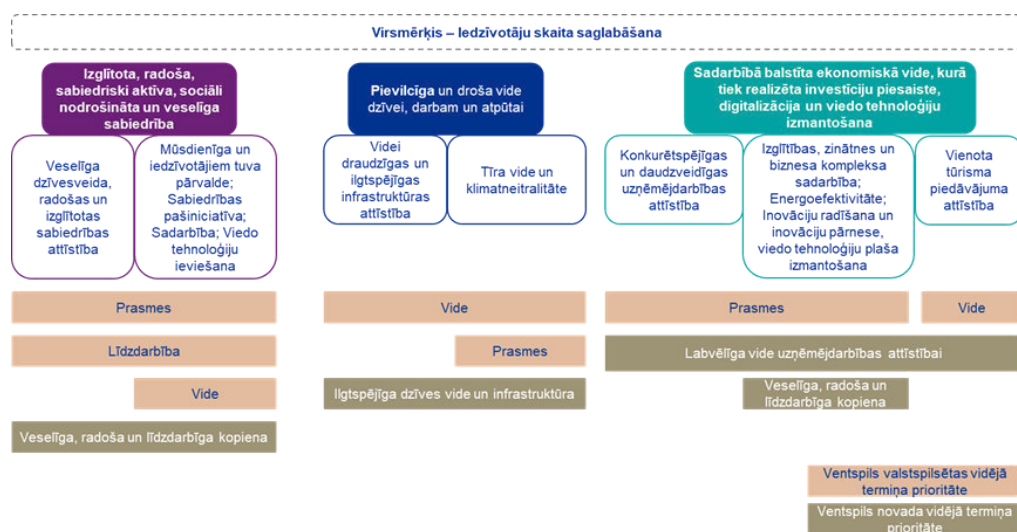 Virsmērķis – Iedzīvotāju skaita saglabāšana
Izglītota, radoša,
sabiedriski aktīva, sociāli
nodrošināta un veselīga
sabiedrība
Pievilcīga un droša vide
dzīvei, darbam un atpūtai
Sadarbībā balstīta ekonomiskā vide, kurā
tiek realizēta investīciju piesaiste,
digitalizācija un viedo tehnoloģiju
izmantošana
Veselīga
dzīvesveida,
radošas un
izglītotas
sabiedrības
attīstība
Mūsdienīga un
iedzīvotājiem tuva
pārvalde;
Sabiedrības
pašiniciatīva;
Sadarbība; Viedo
tehnoloģiju
ieviešana
Videi
draudzīgas un
ilgtspējīgas
infrastruktūras
attīstība
Tīra vide un
klimatneitralitāte
Konkurētspējīgas
un daudzveidīgas
uzņēmējdarbības
attīstība
Izglītības, zinātnes un
biznesa kompleksa
sadarbība;
Energoefektivitāte;
Inovāciju radīšana un
inovāciju pārnese,
viedo tehnoloģiju plaša
izmantošana
Vienota
tūrisma
piedāvājuma
attīstība
Prasmes
Līdzdarbība
Vide
Veselīga, radoša un līdzdarbīga kopiena
Vide
Prasmes
Ilgtspējīga dzīves vide un infrastruktūra
Prasmes
Vide
Labvēlīga vide uzņēmējdarbības attīstībai
Veselīga, radoša un
līdzdarbīga kopiena
Ventspils valstspilsētas vidējā
termiņa prioritāte
Ventspils novada vidējā termiņa
prioritāte